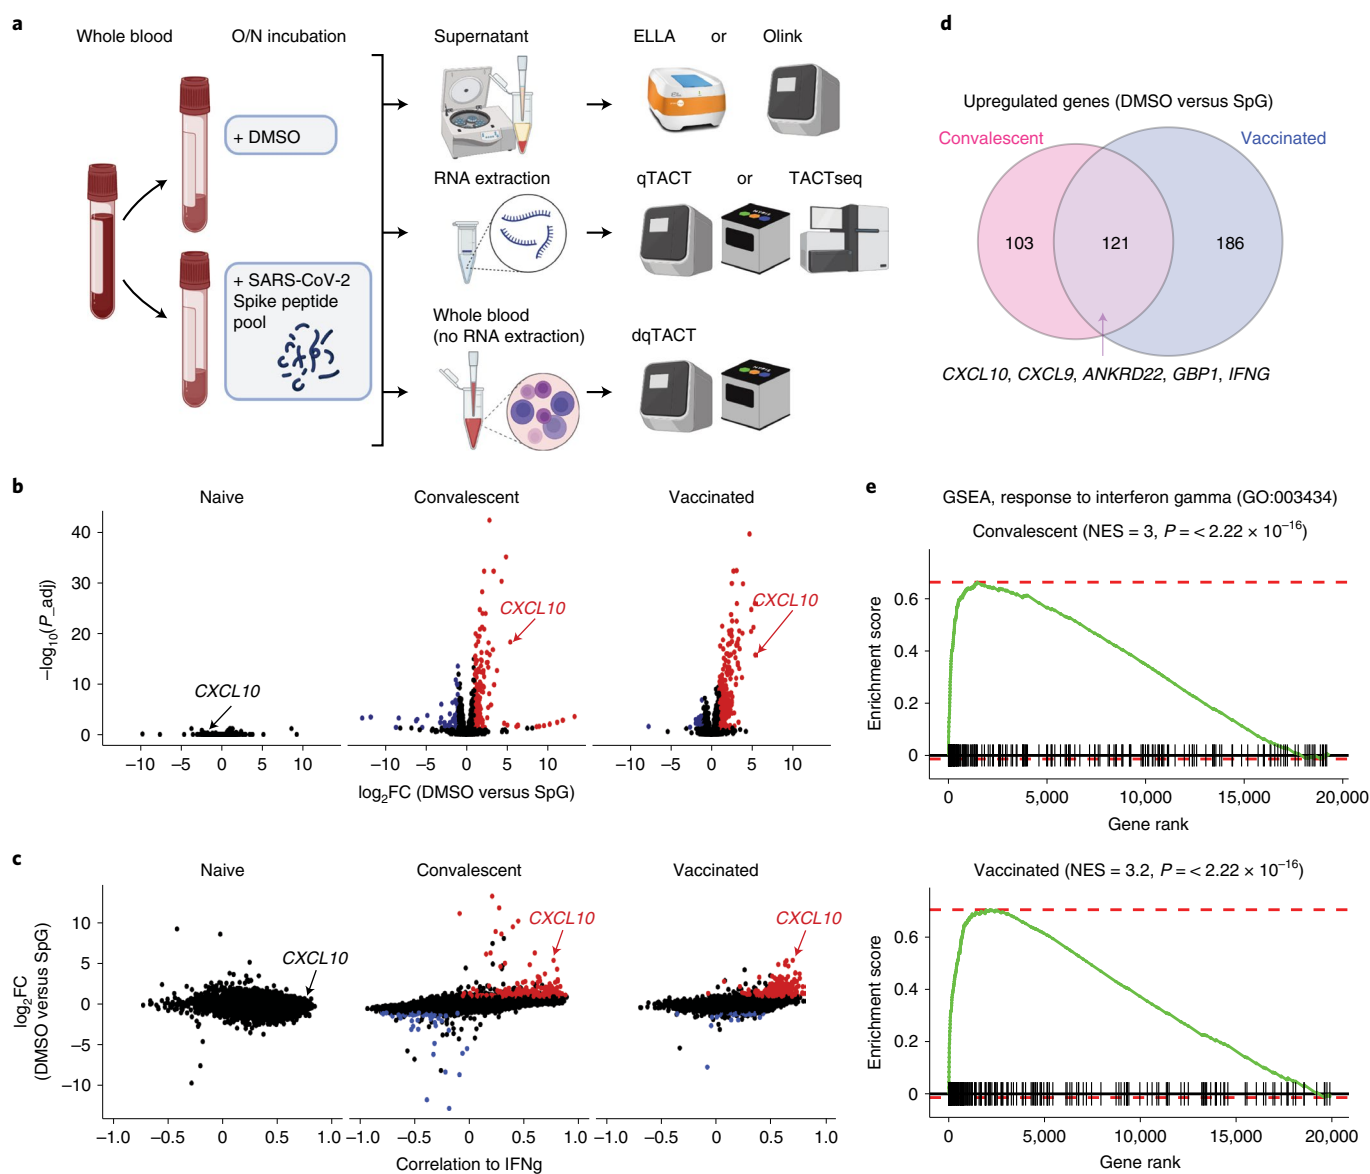 a
Whole blood
O/N incubation
Supernatant
ELLA or Olink
+ DMSO
RNA extraction
qTACT or TACTseq
+ SARS-CoV-2
Spike peptide
pool
Whole blood
(no RNA extraction)
dqTACT
d
Upregulated genes (DMSO versus SpG)
Convalescent
Vaccinated
103
121
186
CXCL10, CXCL9, ANKRD22, GBP1, IFNG
b
Naive
Convalescent
Vaccinated
–log10(P_adj)
40
30
20
10
0
CXCL10
CXCL10
CXCL10
–10 –5 0 5 10
–10 –5 0 5 10
–10 –5 0 5 10
log2FC (DMSO versus SpG)
c
Naive
Convalescent
Vaccinated
log2FC
(DMSO versus SpG)
10
5
0
–5
–10
CXCL10
CXCL10
CXCL10
–1.0 –0.5 0 0.5 1.0
–1.0 –0.5 0 0.5 1.0
–1.0 –0.5 0 0.5 1.0
Correlation to IFNg
e
GSEA, response to interferon gamma (GO:003434)
Convalescent (NES = 3, P = < 2.22 × 10–16)
Enrichment score
0.6
0.4
0.2
0
0 5,000 10,000 15,000 20,000
Gene rank
Vaccinated (NES = 3.2, P = < 2.22 × 10–16)
Enrichment score
0.6
0.4
0.2
0
0 5,000 10,000 15,000 20,000
Gene rank